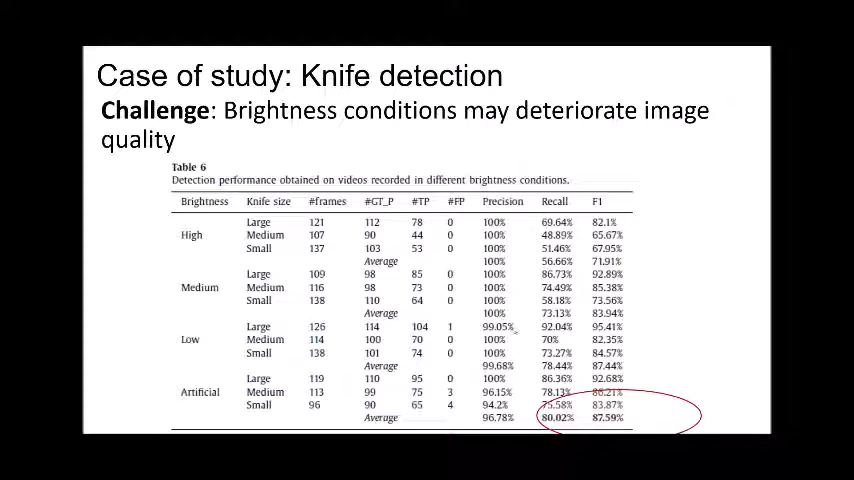 Case of study: Knife detection
Challenge: Brightness conditions may deteriorate image
quality
Table 6
Detection performance obtained on videos recorded in different brightness conditions.
Brightness Knife size #frames #GT_P #TP #FP Precision Recall F1
Large 121 112 78 0 100% 69.64% 82.1%
High Medium 107 90 44 0 100% 48.89% 65.67%
Small 137 103 53 0 100% 51.46% 67.95%
Average 100% 56.66% 71.91%
Large 109 98 85 0 100% 86.73% 92.89%
Medium Medium 116 98 73 0 100% 74.49% 85.38%
Small 138 110 64 0 100% 58.18% 73.56%
Average 100% 73.13% 83.94%
Large 126 114 104 1 99.05% 92.04% 95.41%
Low Medium 114 100 70 0 100% 70% 82.35%
Small 138 101 74 0 100% 73.27% 84.57%
Average 99.68% 78.44% 87.44%
Large 119 110 95 0 100% 86.36% 92.68%
Artificial Medium 113 99 75 3 96.15% 78.13% 86.21%
Small 96 90 65 4 94.2% 75.58% 83.87%
Average 96.78% 80.02% 87.59%